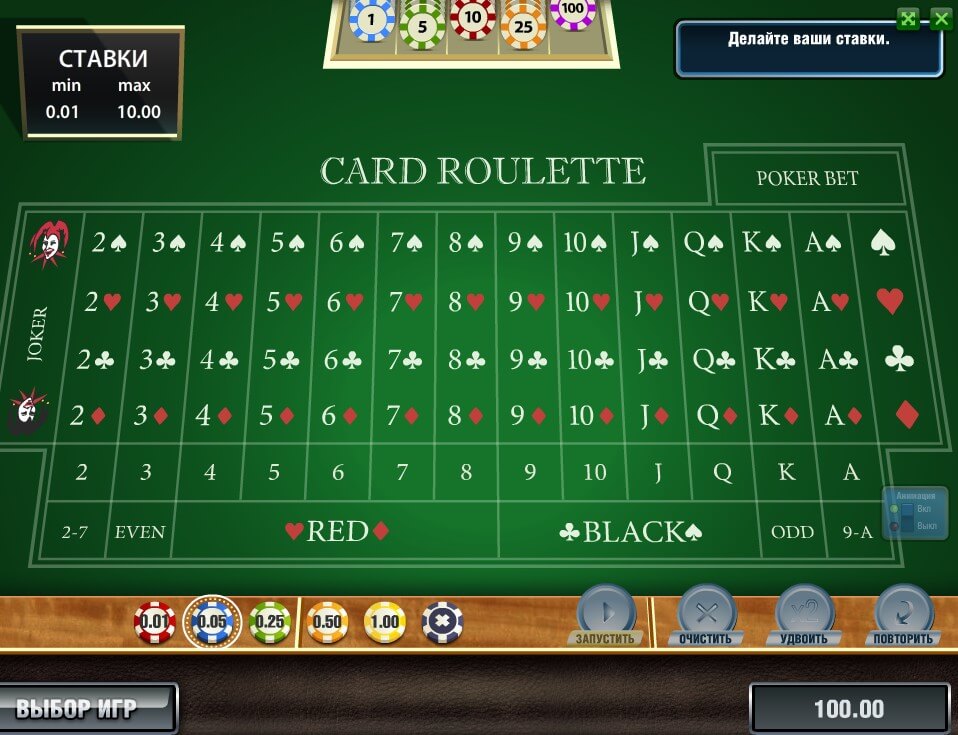 1 5 10 25 100
СТАВКИ
min max
0.01 10.00
Делайте ваши ставки.
CARD ROULETTE
POKER BET
JOKER
2♠ 3♠ 4♠ 5♠ 6♠ 7♠ 8♠ 9♠ 10♠ J♠ Q♠ K♠ A♠ ♠
2♥ 3♥ 4♥ 5♥ 6♥ 7♥ 8♥ 9♥ 10♥ J♥ Q♥ K♥ A♥ ♥
2♣ 3♣ 4♣ 5♣ 6♣ 7♣ 8♣ 9♣ 10♣ J♣ Q♣ K♣ A♣ ♣
2♦ 3♦ 4♦ 5♦ 6♦ 7♦ 8♦ 9♦ 10♦ J♦ Q♦ K♦ A♦ ♦
2 3 4 5 6 7 8 9 10 J Q K A
2-7 EVEN ♥RED♦ ♣BLACK♠ ODD 9-A
Анимация
Вкл
Выкл
0.01 0.05 0.25 0.50 1.00
x2
ЗАПУСТИТЬ ОЧИСТИТЬ УДВОИТЬ ПОВТОРИТЬ
ВЫБОР ИГР
100.00